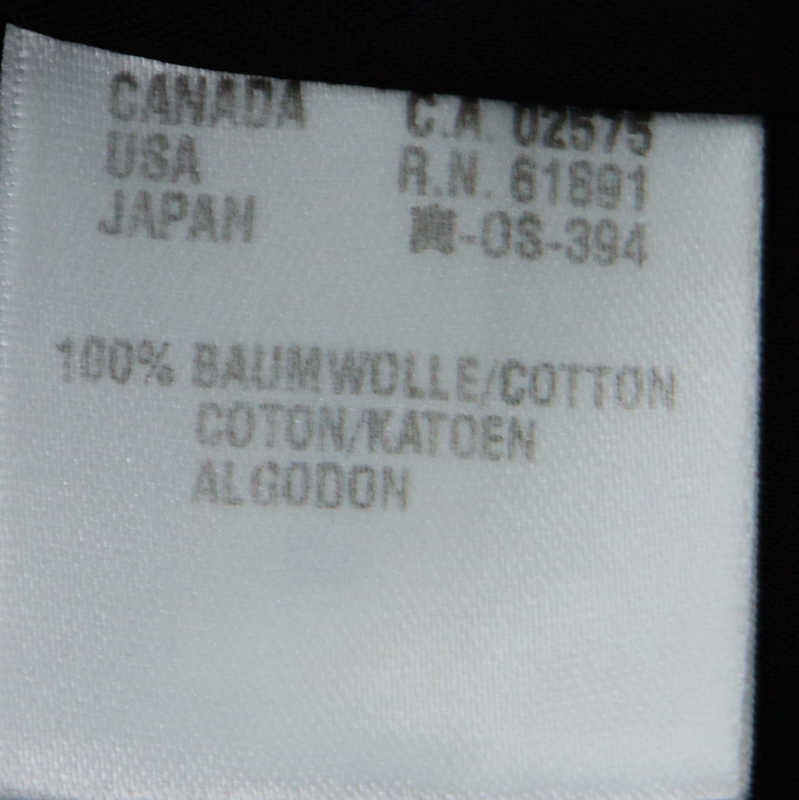 CANADA C.A. 02575
USA R.N. 61891
JAPAN -OS-394
100% BAUMWOLLE/COTTON
COTON/KATOEN
ALGODON